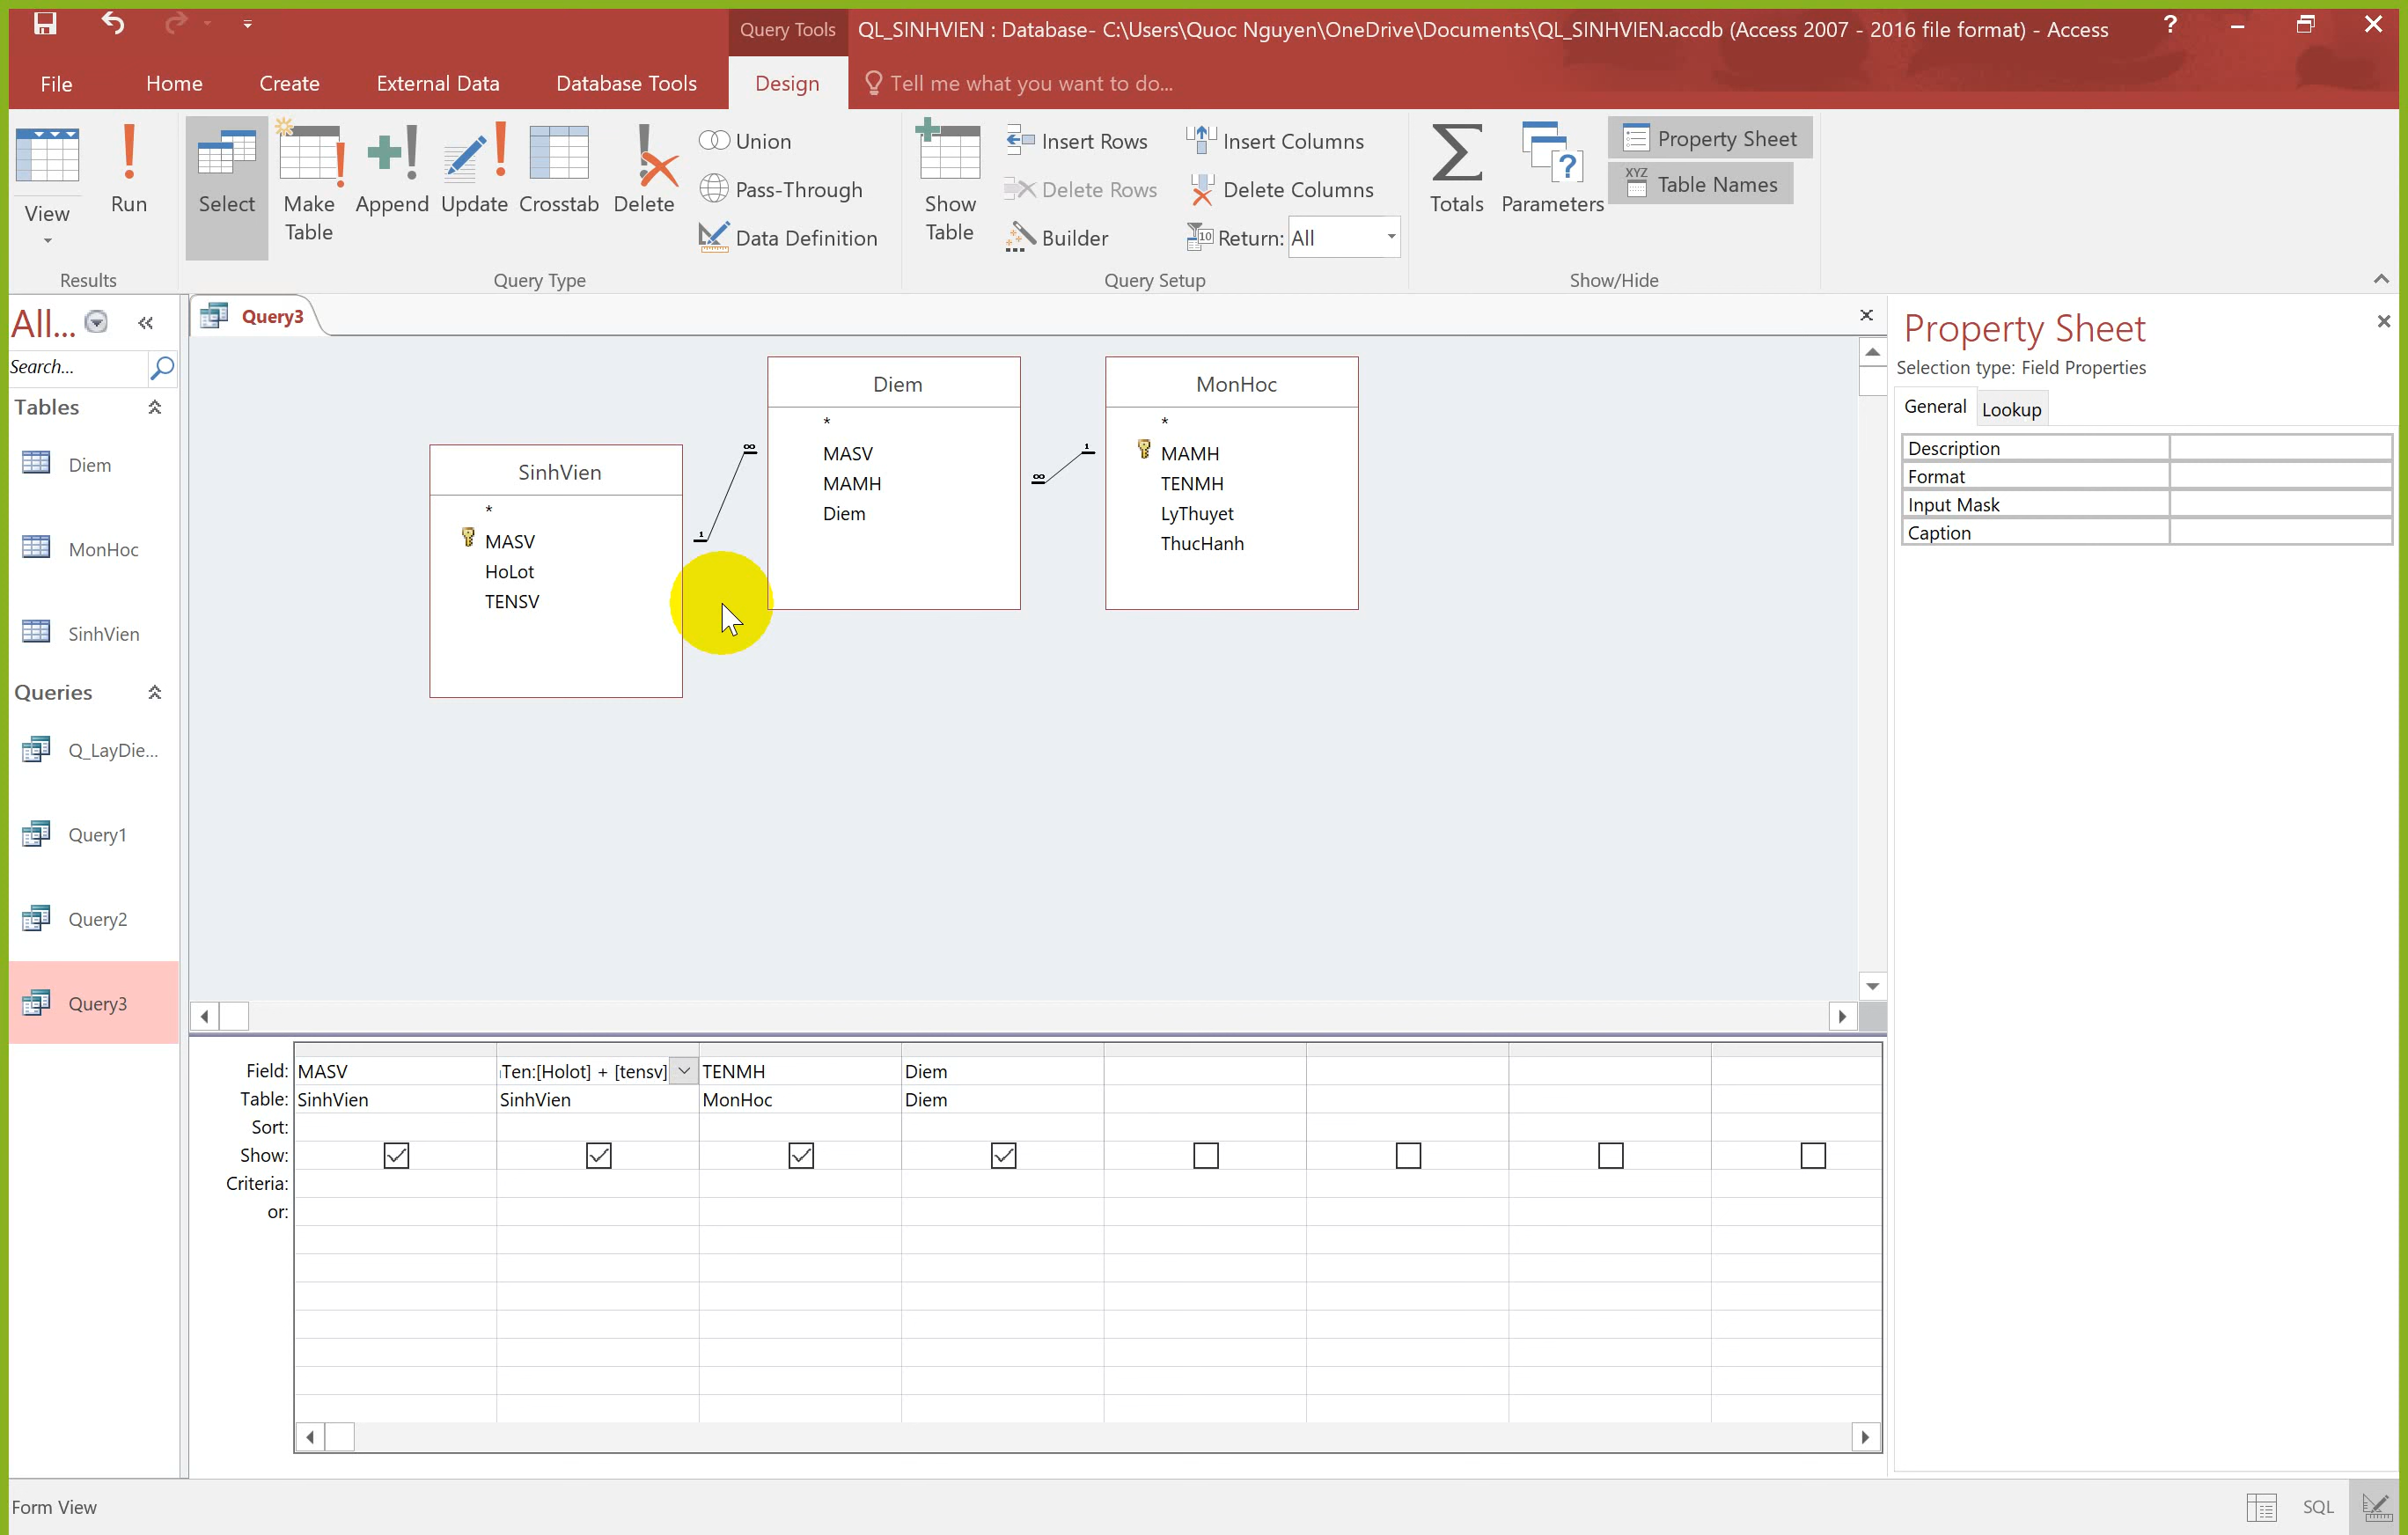 Query Tools
QL_SINHVIEN : Database- C:\Users\Quoc Nguyen\OneDrive\Documents\QL_SINHVIEN.accdb (Access 2007 - 2016 file format) - Access
?
File Home Create External Data Database Tools Design Tell me what you want to do...
View
Run
Results
Select
Make Table
Append
Update
Crosstab
Delete
Union
Pass-Through
Data Definition
Query Type
Show Table
Insert Rows
Delete Rows
Builder
Insert Columns
Delete Columns
Return: All
Query Setup
Totals
Parameters
Property Sheet
XYZ Table Names
Show/Hide
All...
Search...
Tables
Diem
MonHoc
SinhVien
Queries
Q_LayDie...
Query1
Query2
Query3
Query3
SinhVien
*
MASV
HoLot
TENSV
1
∞
Diem
*
MASV
MAMH
Diem
∞
1
MonHoc
*
MAMH
TENMH
LyThuyet
ThucHanh
Field: MASV Ten:[Holot] + [tensv] TENMH Diem
Table: SinhVien SinhVien MonHoc Diem
Sort:
Show:
Criteria:
or:
Property Sheet
Selection type: Field Properties
General Lookup
Description
Format
Input Mask
Caption
Form View
SQL